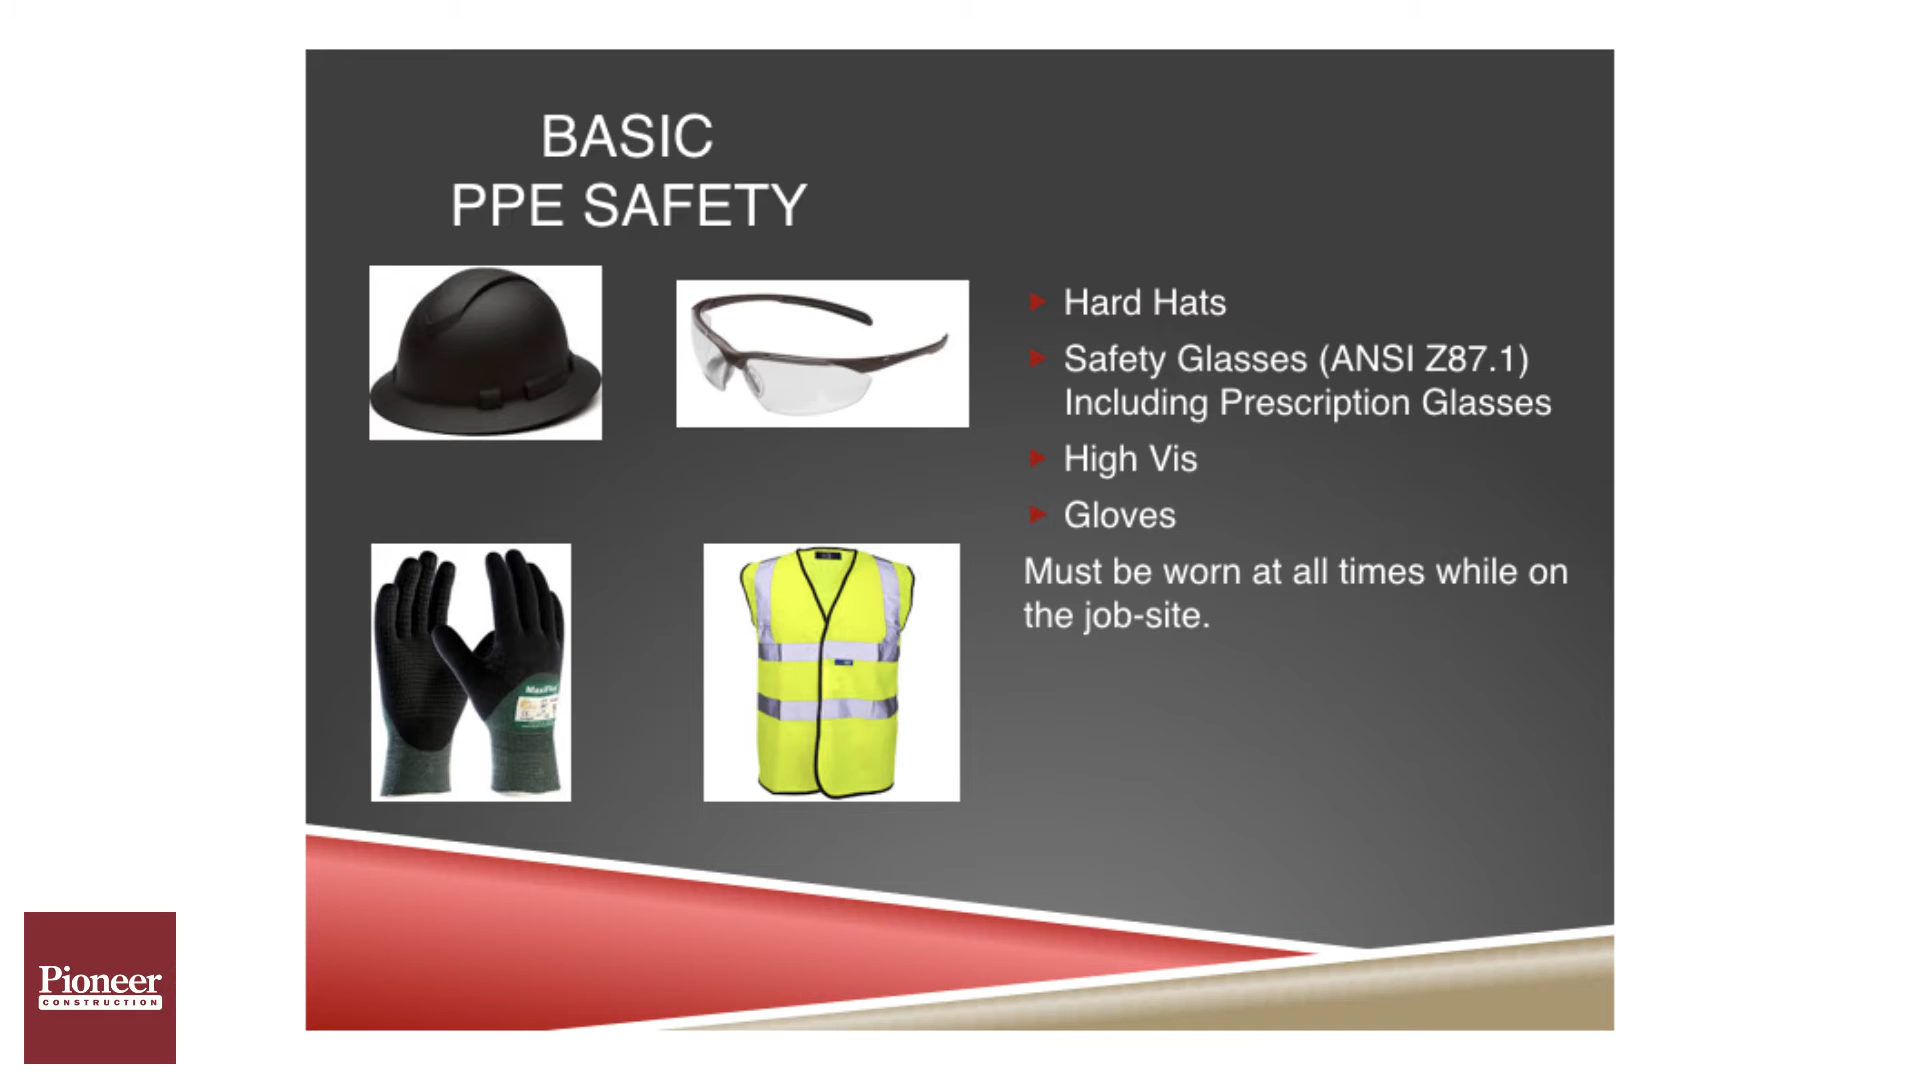 BASIC
PPE SAFETY
Hard Hats
Safety Glasses (ANSI Z87.1)
Including Prescription Glasses
High Vis
Gloves
Must be worn at all times while on
the job-site.
Pioneer
CONSTRUCTION